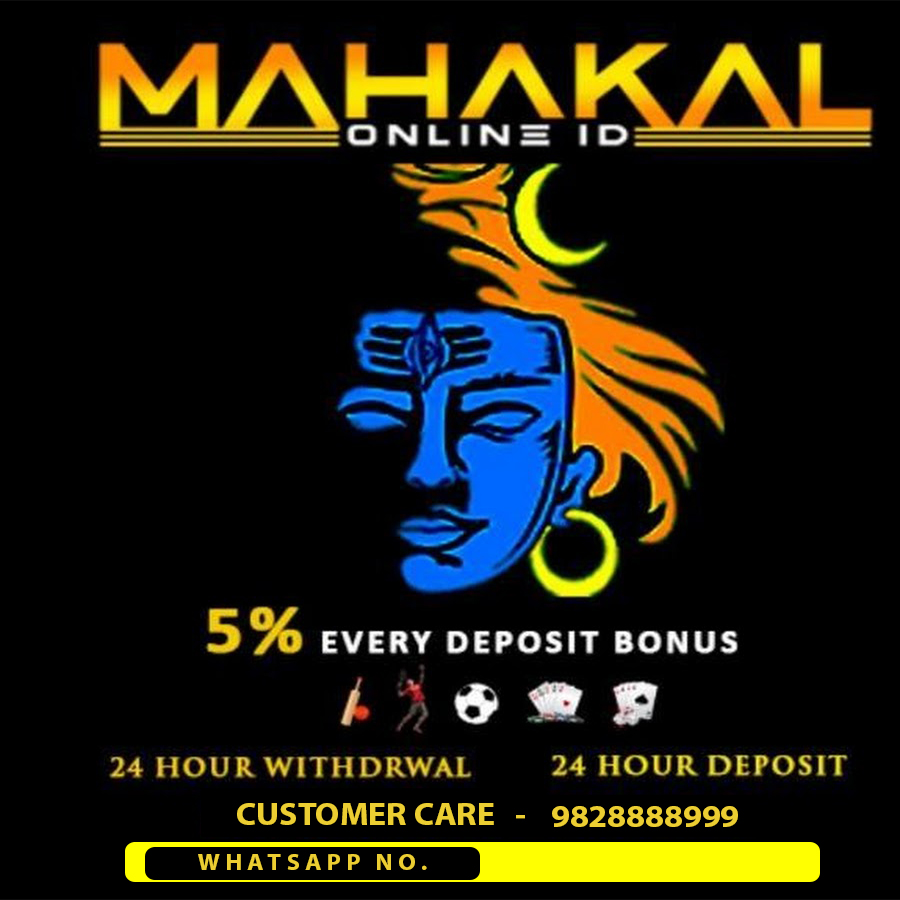 MAHAKAL
ONLINE ID
5% EVERY DEPOSIT BONUS
24 HOUR WITHDRWAL 24 HOUR DEPOSIT
CUSTOMER CARE - 9828888999
WHATSAPP NO.